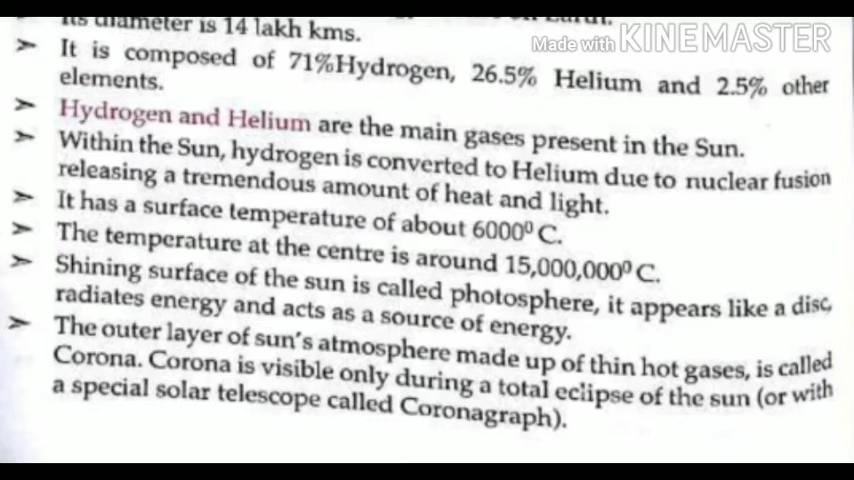 Its diameter is 14 lakh kms.
Made with KINEMASTER
➢ It is composed of 71%Hydrogen, 26.5% Helium and 2.5% other
elements.
➢ Hydrogen and Helium are the main gases present in the Sun.
➢ Within the Sun, hydrogen is converted to Helium due to nuclear fusion
releasing a tremendous amount of heat and light.
➢ It has a surface temperature of about 6000⁰ C.
➢ The temperature at the centre is around 15,000,000⁰ C.
➢ Shining surface of the sun is called photosphere, it appears like a disc,
radiates energy and acts as a source of energy.
➢ The outer layer of sun's atmosphere made up of thin hot gases, is called
Corona. Corona is visible only during a total eclipse of the sun (or with
a special solar telescope called Coronagraph).